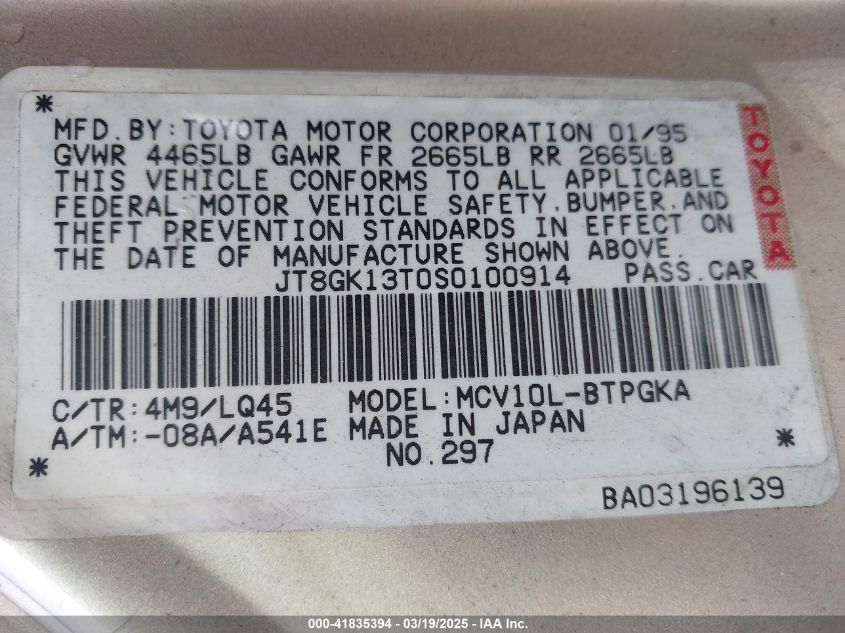 MFD.BY:TOYOTA MOTOR CORPORATION 01/95
GVWR 4465LB GAWR FR 2665LB RR 2665LB
THIS VEHICLE CONFORMS TO ALL APPLICABLE
FEDERAL MOTOR VEHICLE SAFETY.BUMPER.AND
THEFT PREVENTION STANDARDS IN EFFECT ON
THE DATE OF MANUFACTURE SHOWN ABOVE.
JT8GK13T0S0100914 PASS.CAR
TOYOTA
C/TR:4M9/LQ45 MODEL:MCV10L-BTPGKA
A/TM:-08A/A541E MADE IN JAPAN
NO.297
BA03196139
000-41835394 - 03/19/2025 - IAA Inc.